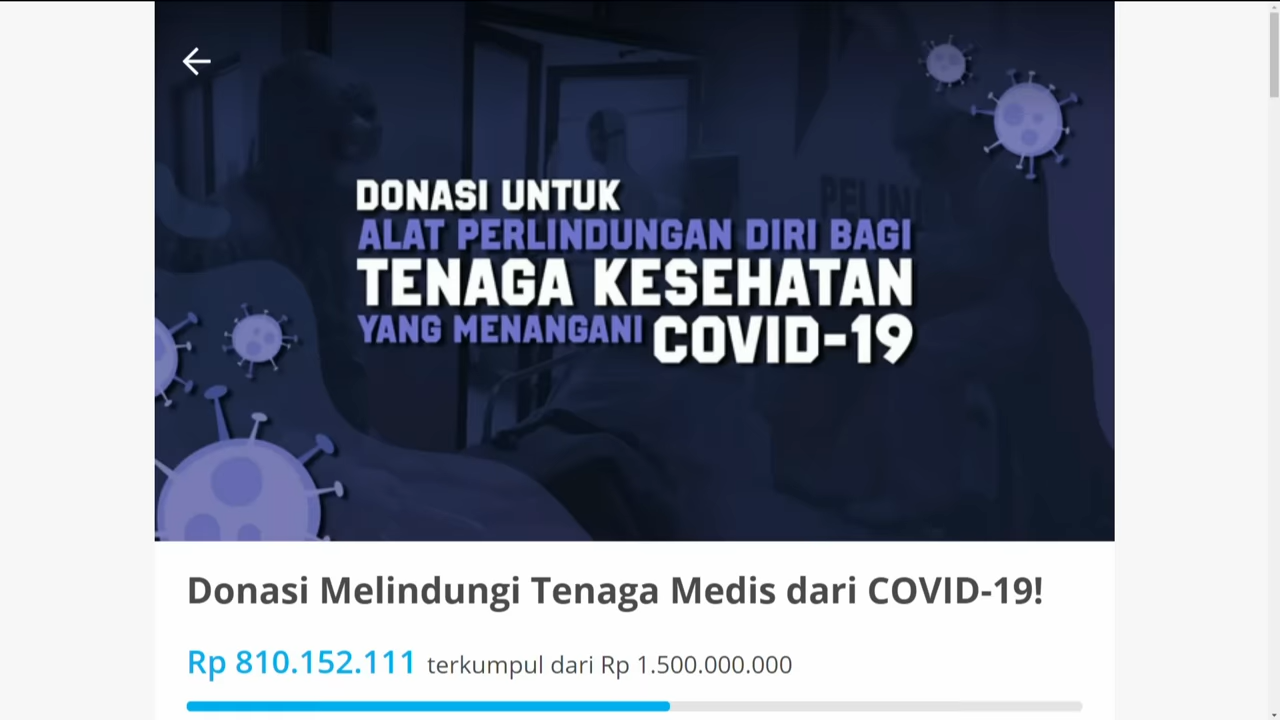 DONASI UNTUK
ALAT PERLINDUNGAN DIRI BAGI
TENAGA KESEHATAN
YANG MENANGANI COVID-19
Donasi Melindungi Tenaga Medis dari COVID-19!
Rp 810.152.111 terkumpul dari Rp 1.500.000.000